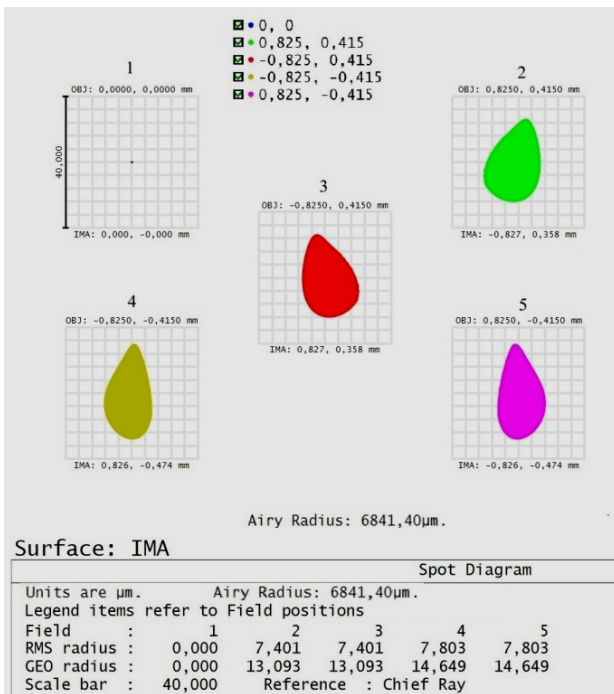 0, 0
0,825, 0,415
-0,825, 0,415
-0,825, -0,415
0,825, -0,415
1
OBJ: 0,0000, 0,0000 mm
40,000
IMA: 0,000, -0,000 mm
2
OBJ: 0,8250, 0,4150 mm
IMA: -0,827, 0,358 mm
3
OBJ: -0,8250, 0,4150 mm
IMA: 0,827, 0,358 mm
4
OBJ: -0,8250, -0,4150 mm
IMA: 0,826, -0,474 mm
5
OBJ: 0,8250, -0,4150 mm
IMA: -0,826, -0,474 mm
Airy Radius: 6841,40µm.
Surface: IMA
Spot Diagram
Units are µm. Airy Radius: 6841,40µm.
Legend items refer to Field positions
Field : 1 2 3 4 5
RMS radius : 0,000 7,401 7,401 7,803 7,803
GEO radius : 0,000 13,093 13,093 14,649 14,649
Scale bar : 40,000 Reference : Chief Ray